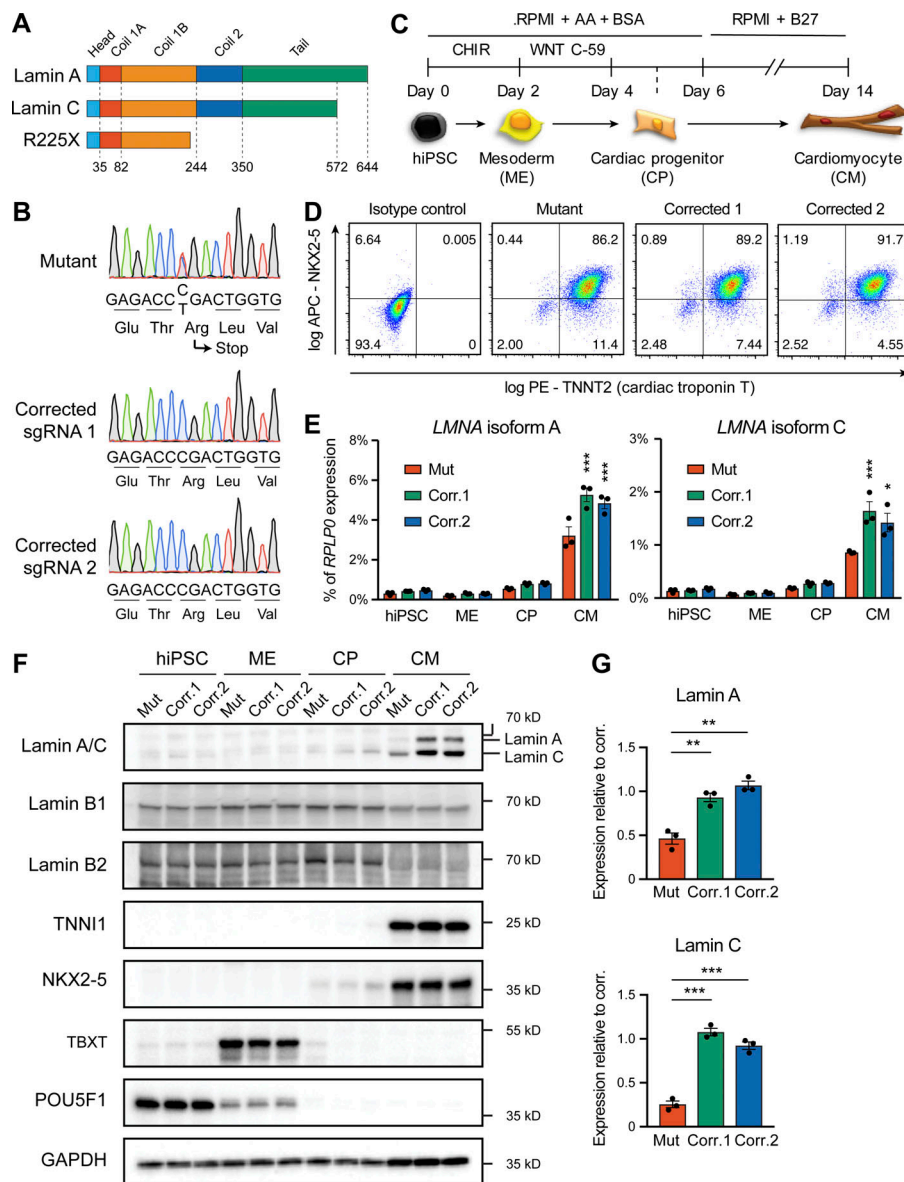 A
Head
Coil 1A
Coil 1B
Coil 2
Tail
Lamin A
Lamin C
R225X
35 82 244 350 572 644
B
Mutant
GAGACC C/T GACTGGTG
Glu Thr Arg Leu Val
Stop
Corrected
sgRNA 1
GAGACCCGACTGGTG
Glu Thr Arg Leu Val
Corrected
sgRNA 2
GAGACCCGACTGGTG
Glu Thr Arg Leu Val
C
.RPMI + AA + BSA RPMI + B27
CHIR WNT C-59
Day 0 Day 2 Day 4 Day 6 Day 14
hiPSC Mesoderm (ME) Cardiac progenitor (CP) Cardiomyocyte (CM)
D
Isotype control Mutant Corrected 1 Corrected 2
log APC - NKX2-5
6.64 0.005 0.44 86.2 0.89 89.2 1.19 91.7
93.4 0 2.00 11.4 2.48 7.44 2.52 4.55
log PE - TNNT2 (cardiac troponin T)
E
LMNA isoform A
% of RPLP0 expression
8%
6%
4%
2%
0%
Mut
Corr.1
Corr.2
*** ***
hiPSC ME CP CM
LMNA isoform C
3%
2%
1%
0%
Mut
Corr.1
Corr.2
*** *
hiPSC ME CP CM
F
hiPSC ME CP CM
Mut Corr.1 Corr.2 Mut Corr.1 Corr.2 Mut Corr.1 Corr.2 Mut Corr.1 Corr.2
70 kD
Lamin A/C Lamin A
Lamin C
Lamin B1 70 kD
Lamin B2 70 kD
TNNI1 25 kD
NKX2-5 35 kD
TBXT 55 kD
POU5F1 35 kD
GAPDH 35 kD
G
Lamin A
Expression relative to corr.
1.5
1.0
0.5
0
**
**
Mut Corr.1 Corr.2
Lamin C
Expression relative to corr.
1.5
1.0
0.5
0
***
***
Mut Corr.1 Corr.2